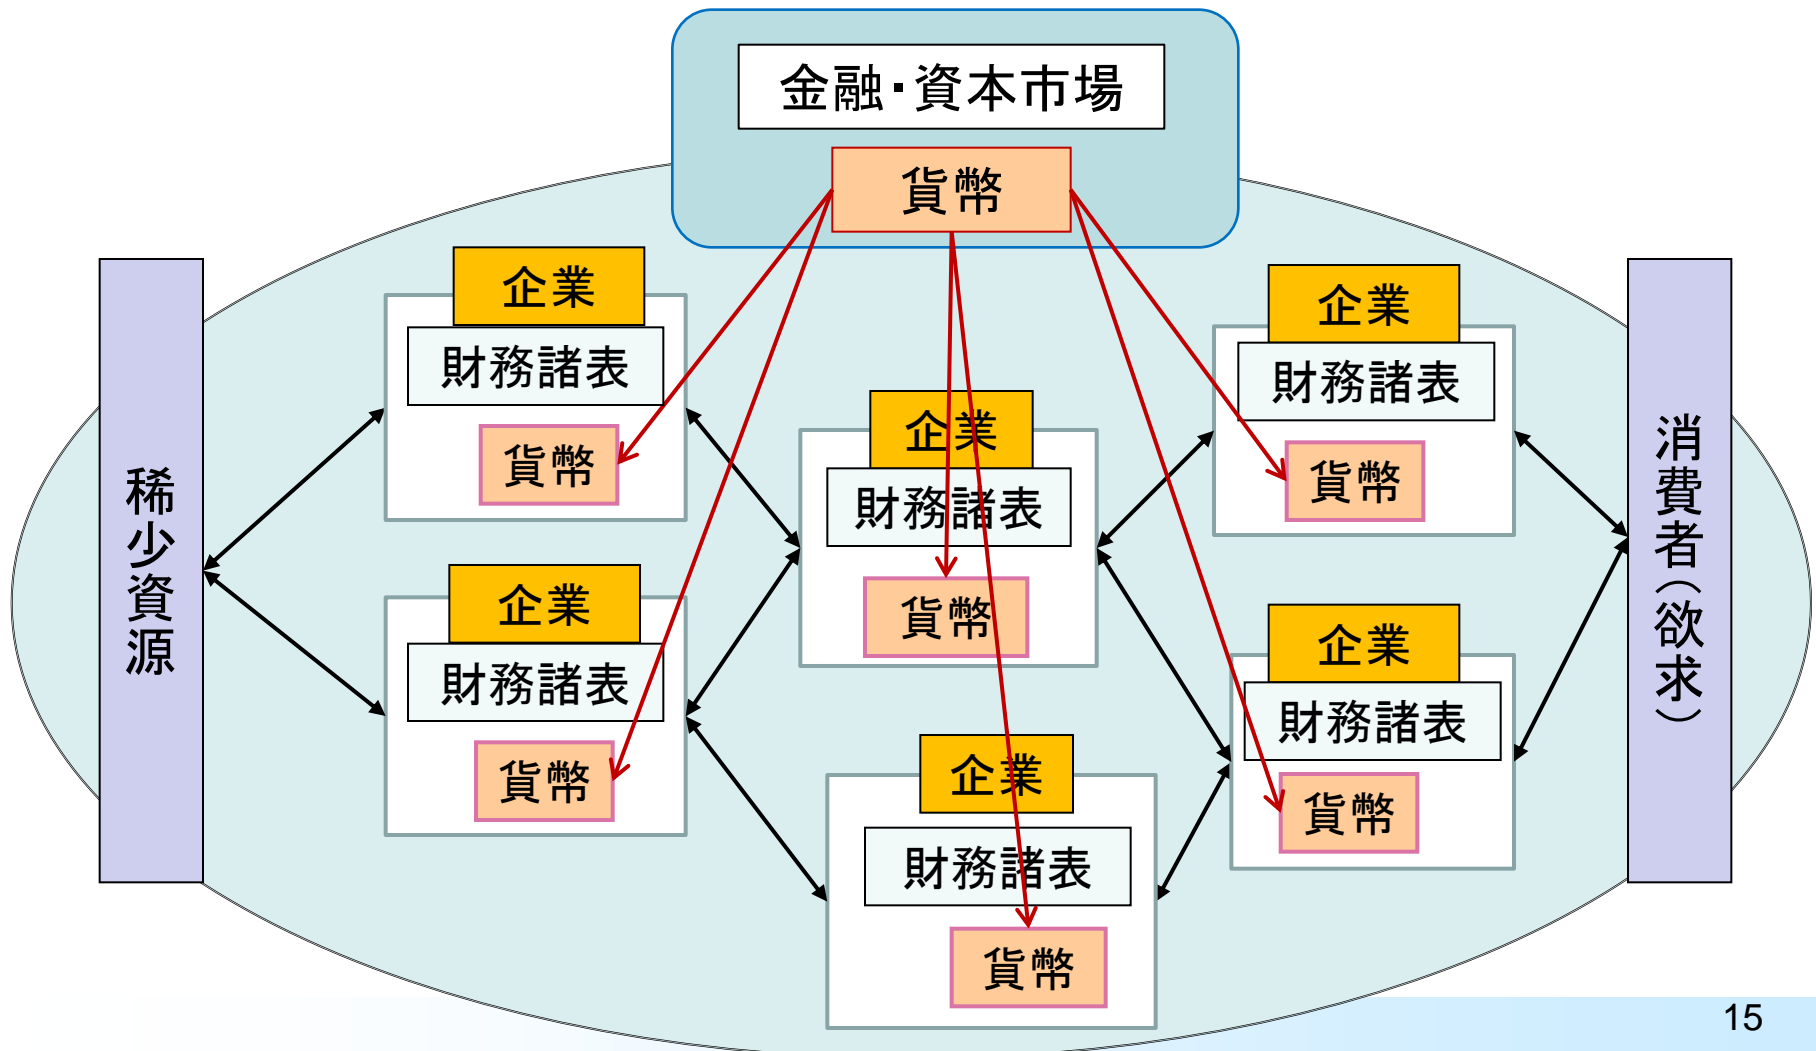 金融・資本市場
貨幣
企業
財務諸表
貨幣
企業
財務諸表
貨幣
企業
財務諸表
貨幣
企業
財務諸表
貨幣
企業
財務諸表
貨幣
企業
財務諸表
貨幣
稀少資源
消費者(欲求)
15